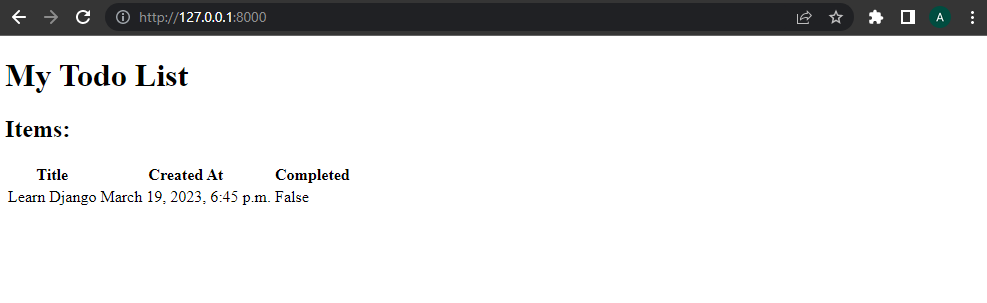 http://127.0.0.1:8000
A
My Todo List
Items:
Title Created At Completed
Learn Django March 19, 2023, 6:45 p.m. False